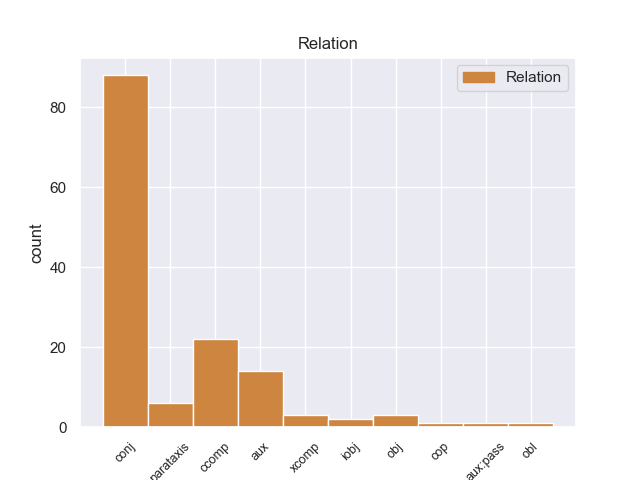 Relation
Relation
count
80
60
40
20
0
conj
parataxis
ccomp
aux
xcomp
iobj
obj
cop
aux:pass
obl